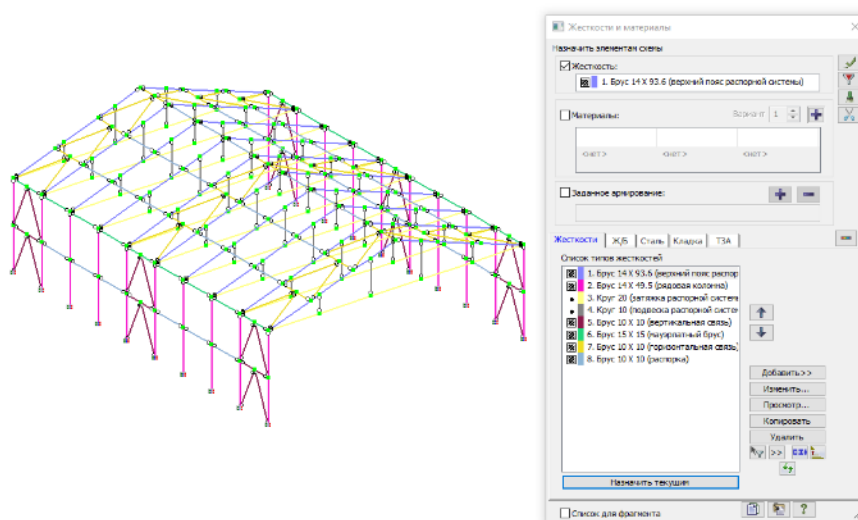 Жесткости и материалы
Назначить элементам схемы
Жесткость:
1. Брус 14 X 93.6 (верхний пояс распорной системы)
Материалы:
Вариант 1
<нет> <нет> <нет>
Заданное армирование:
Жесткости Ж/Б Сталь Кладка ТЗА
Список типов жесткостей
1. Брус 14 X 93.6 (верхний пояс распор
2. Брус 14 X 49.5 (рядовая колонна)
3. Круг 20 (затяжка распорной систем
4. Круг 10 (подвеска распорной систем
5. Брус 10 X 10 (вертикальная связь)
6. Брус 15 X 15 (мауэрлатный брус)
7. Брус 10 X 10 (горизонтальная связь)
8. Брус 10 X 10 (распорка)
Добавить>>
Изменить...
Просмотр...
Копировать
Удалить
>>
Назначить текущим
Список для фрагмента
?